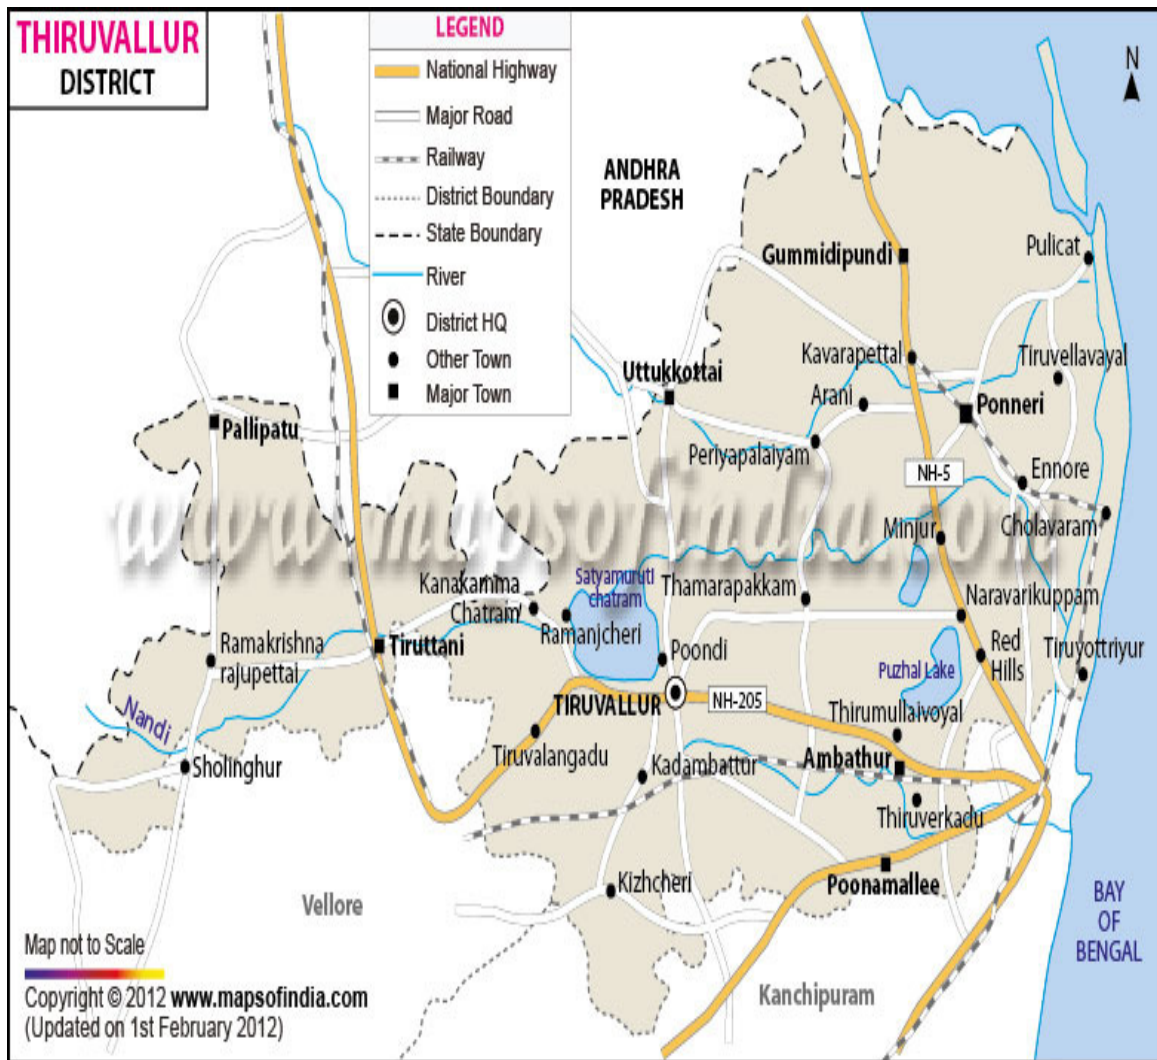 THIRUVALLUR
DISTRICT
LEGEND
National Highway
Major Road
Railway
District Boundary
State Boundary
River
District HQ
Other Town
Major Town
N
ANDHRA
PRADESH
Gummidipundi
Pulicat
Kavarapettai
Tiruvellavayal
Uttukkottai
Arani
Ponneri
Pallipatu
Periyapalaiyam
NH-5
Ennore
www.mapsofindia.com
Minjur
Cholavaram
Kanakamma
Chatram
Satyamuruti
chatram
Thamarapakkam
Naravarikuppam
Ramanjcheri
Ramakrishna
rajupettai
Tiruttani
Poondi
Red
Hills
Tiruyottriyur
Puzhal Lake
TIRUVALLUR
NH-205
Nandi
Thirumullaivoyal
Tiruvalangadu
Ambathur
Sholinghur
Kadambattur
Thiruverkadu
Kizhcheri
Poonamallee
Vellore
BAY
OF
BENGAL
Kanchipuram
Map not to Scale
Copyright © 2012 www.mapsofindia.com
(Updated on 1st February 2012)